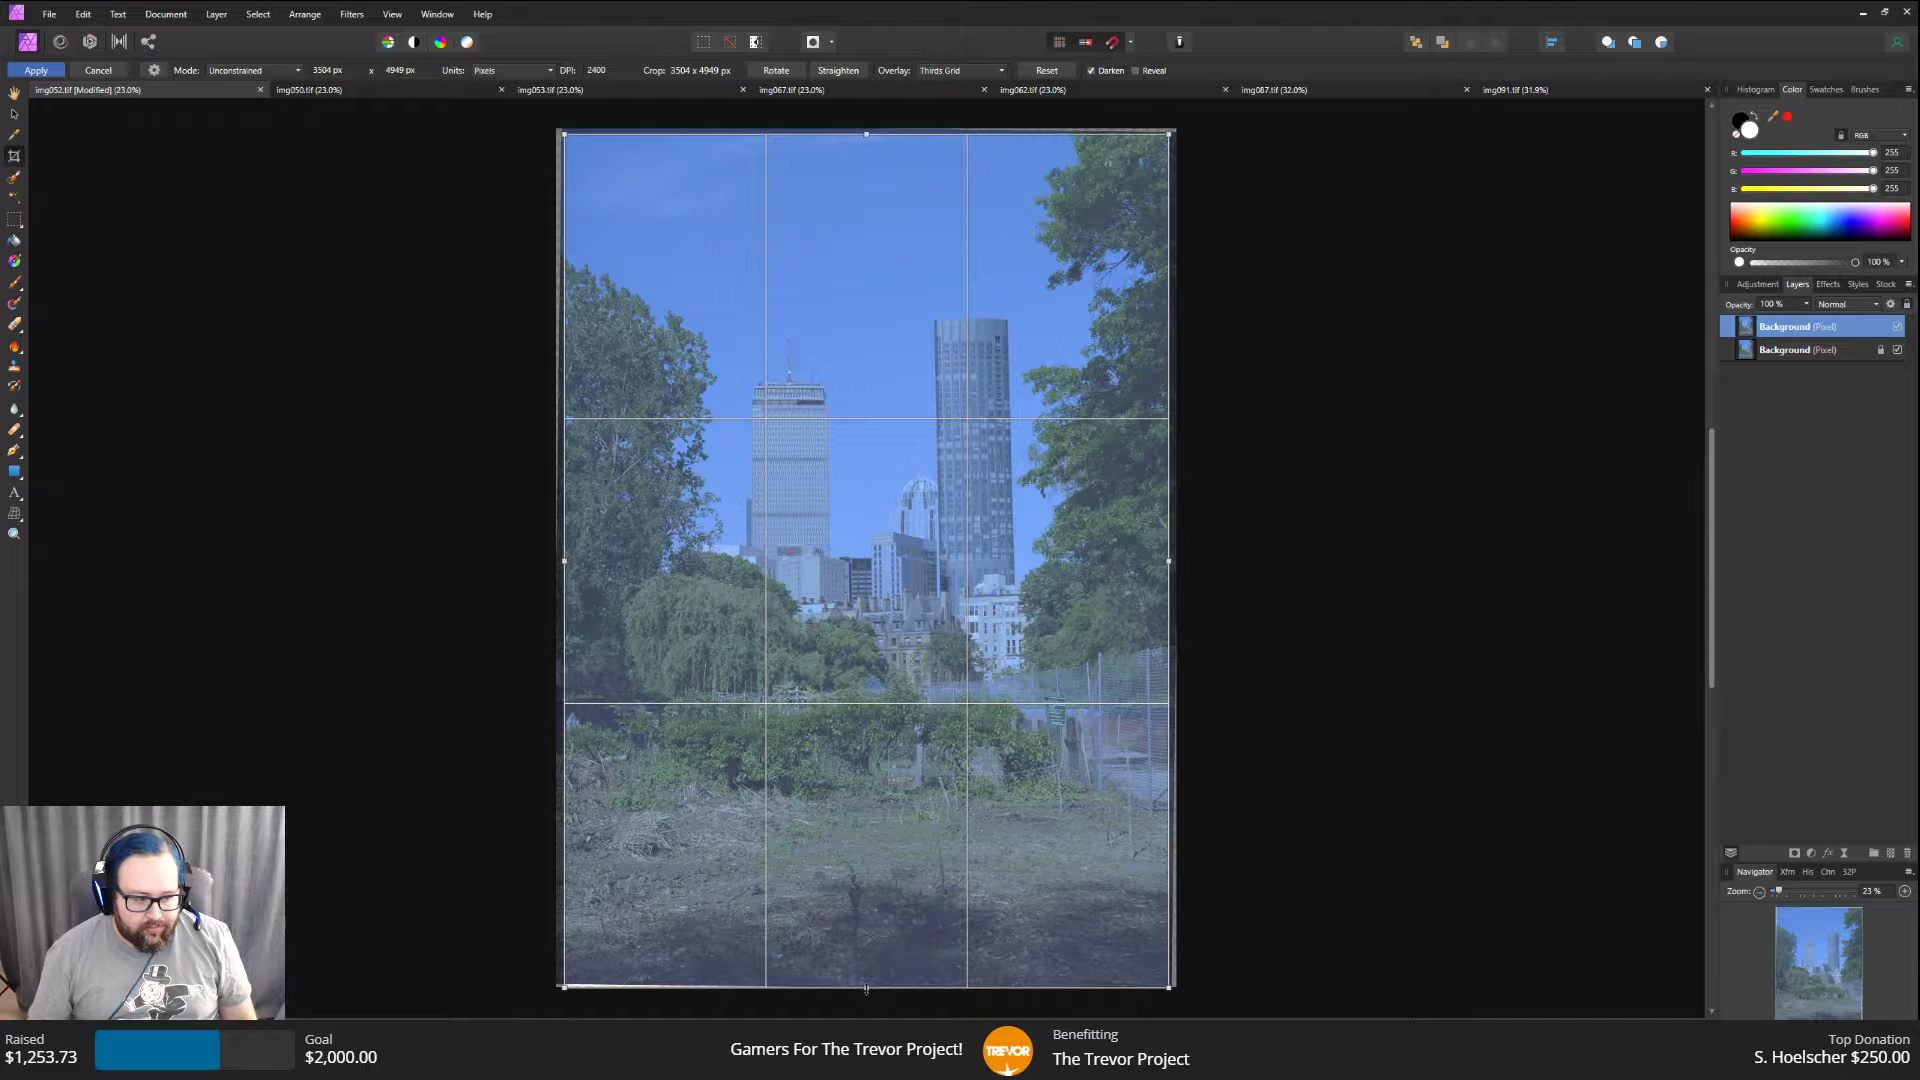 File Edit Text Document Layer Select Arrange Filters View Window Help
Apply Cancel Mode: Unconstrained 3504 px x 4949 px Units: Pixels DPI: 2400 Crop: 3504 x 4949 px Rotate Straighten Overlay: Thirds Grid Reset Darken Reveal
img052.tif [Modified] (23.0%) img050.tif (23.0%) img053.tif (23.0%) img067.tif (23.0%) img062.tif (23.0%) img087.tif (32.0%) img091.tif (31.9%)
Histogram Color Swatches Brushes
RGB
R: 255
G: 255
B: 255
Opacity
100 %
Adjustment Layers Effects Styles Stock
Opacity: 100 % Normal
Background (Pixel)
Background (Pixel)
Navigator Xfm His Chn 32P
Zoom: 23 %
Raised
$1,253.73
Goal
$2,000.00
Gamers For The Trevor Project!
TREVOR
Benefitting
The Trevor Project
Top Donation
S. Hoelscher $250.00